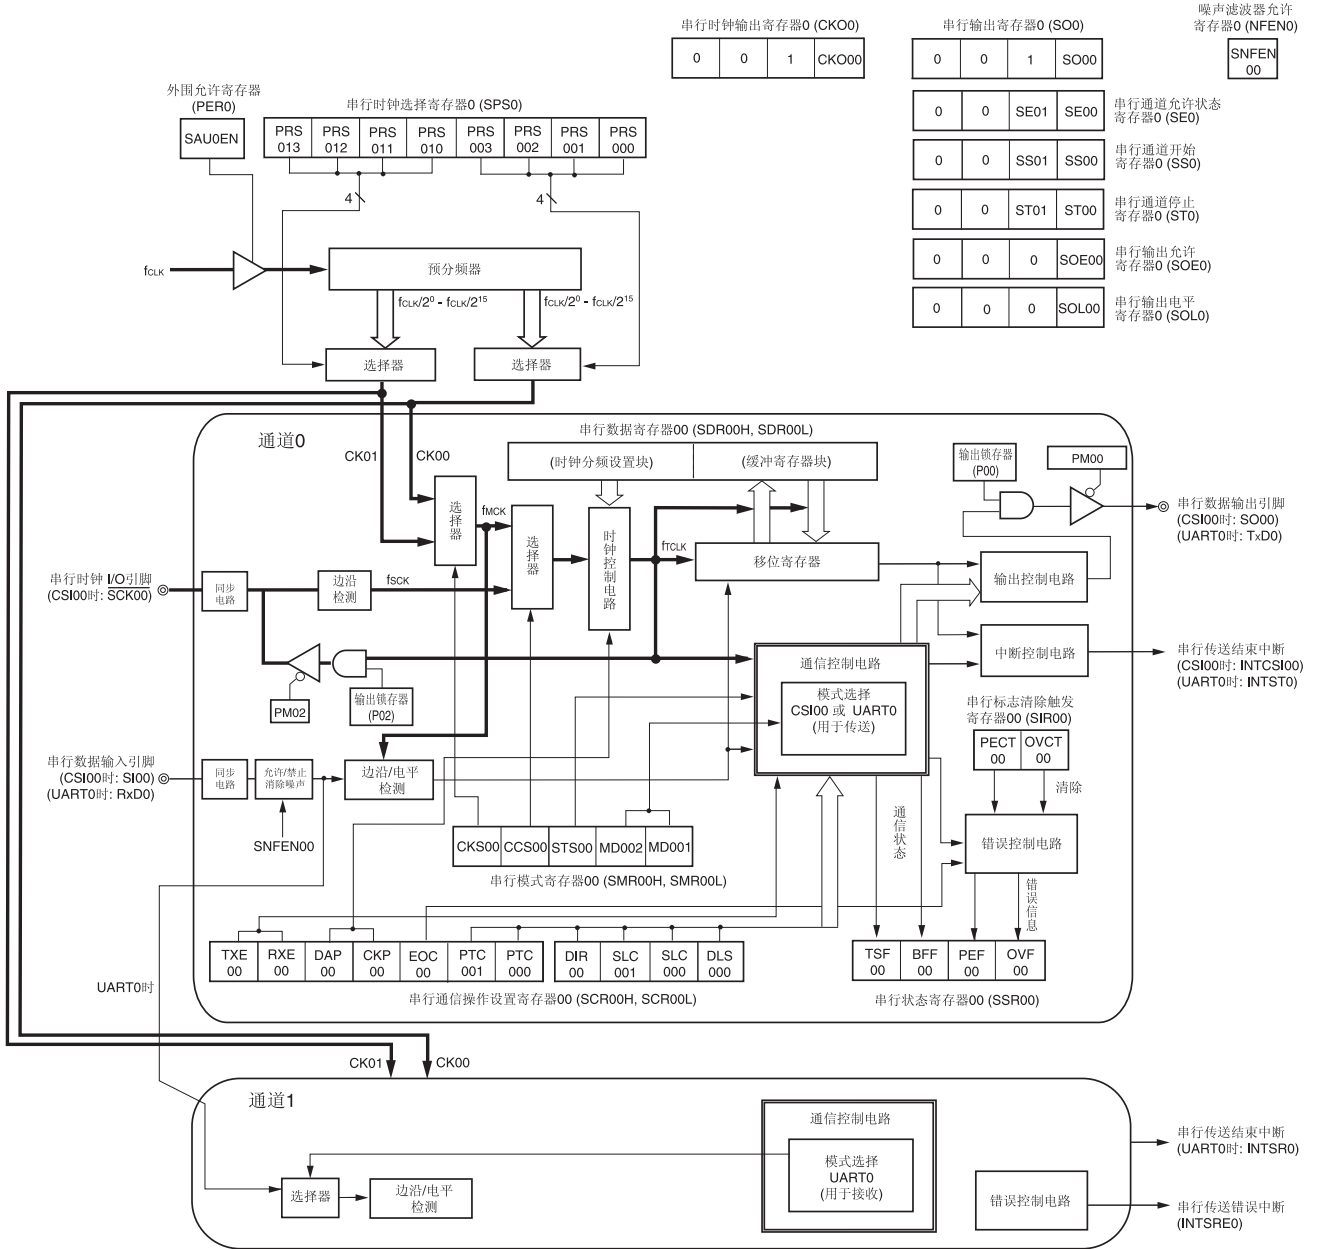 串行时钟输出寄存器0 (CKO0)
0 0 1 CKO00
串行输出寄存器0 (SO0)
0 0 1 SO00
噪声滤波器允许
寄存器0 (NFEN0)
SNFEN
00
外围允许寄存器
(PER0)
SAU0EN
串行时钟选择寄存器0 (SPS0)
PRS PRS PRS PRS PRS PRS PRS PRS
013 012 011 010 003 002 001 000
4
4
0 0 SE01 SE00
串行通道允许状态
寄存器0 (SE0)
0 0 SS01 SS00
串行通道开始
寄存器0 (SS0)
0 0 ST01 ST00
串行通道停止
寄存器0 (ST0)
0 0 0 SOE00
串行输出允许
寄存器0 (SOE0)
0 0 0 SOL00
串行输出电平
寄存器0 (SOL0)
fCLK
预分频器
fCLK/2⁰ - fCLK/2¹⁵
fCLK/2⁰ - fCLK/2¹⁵
选择器
选择器
通道0
CK01
CK00
串行数据寄存器00 (SDR00H, SDR00L)
(时钟分频设置块)
(缓冲寄存器块)
选择器
fMCK
选择器
时钟控制电路
fTCLK
移位寄存器
输出锁存器
(P00)
PM00
串行数据输出引脚
(CSI00时: SO00)
(UART0时: TxD0)
输出控制电路
串行时钟 I/O引脚
(CSI00时: SCK00)
同步
电路
边沿
检测
fSCK
PM02
输出锁存器
(P02)
通信控制电路
模式选择
CSI00 或 UART0
(用于传送)
中断控制电路
串行传送结束中断
(CSI00时: INTCSI00)
(UART0时: INTST0)
串行标志清除触发
寄存器00 (SIR00)
PECT OVCT
00 00
清除
串行数据输入引脚
(CSI00时: SI00)
(UART0时: RxD0)
同步
电路
允许/禁止
消除噪声
SNFEN00
边沿/电平
检测
CKS00 CCS00 STS00 MD002 MD001
串行模式寄存器00 (SMR00H, SMR00L)
通信状态
错误控制电路
错误信息
TXE RXE DAP CKP EOC PTC PTC
00 00 00 00 00 001 000
DIR SLC SLC DLS
00 001 000 000
串行通信操作设置寄存器00 (SCR00H, SCR00L)
TSF BFF PEF OVF
00 00 00 00
串行状态寄存器00 (SSR00)
UART0时
CK01
CK00
通道1
通信控制电路
模式选择
UART0
(用于接收)
选择器
边沿/电平
检测
错误控制电路
串行传送结束中断
(UART0时: INTSR0)
串行传送错误中断
(INTSRE0)